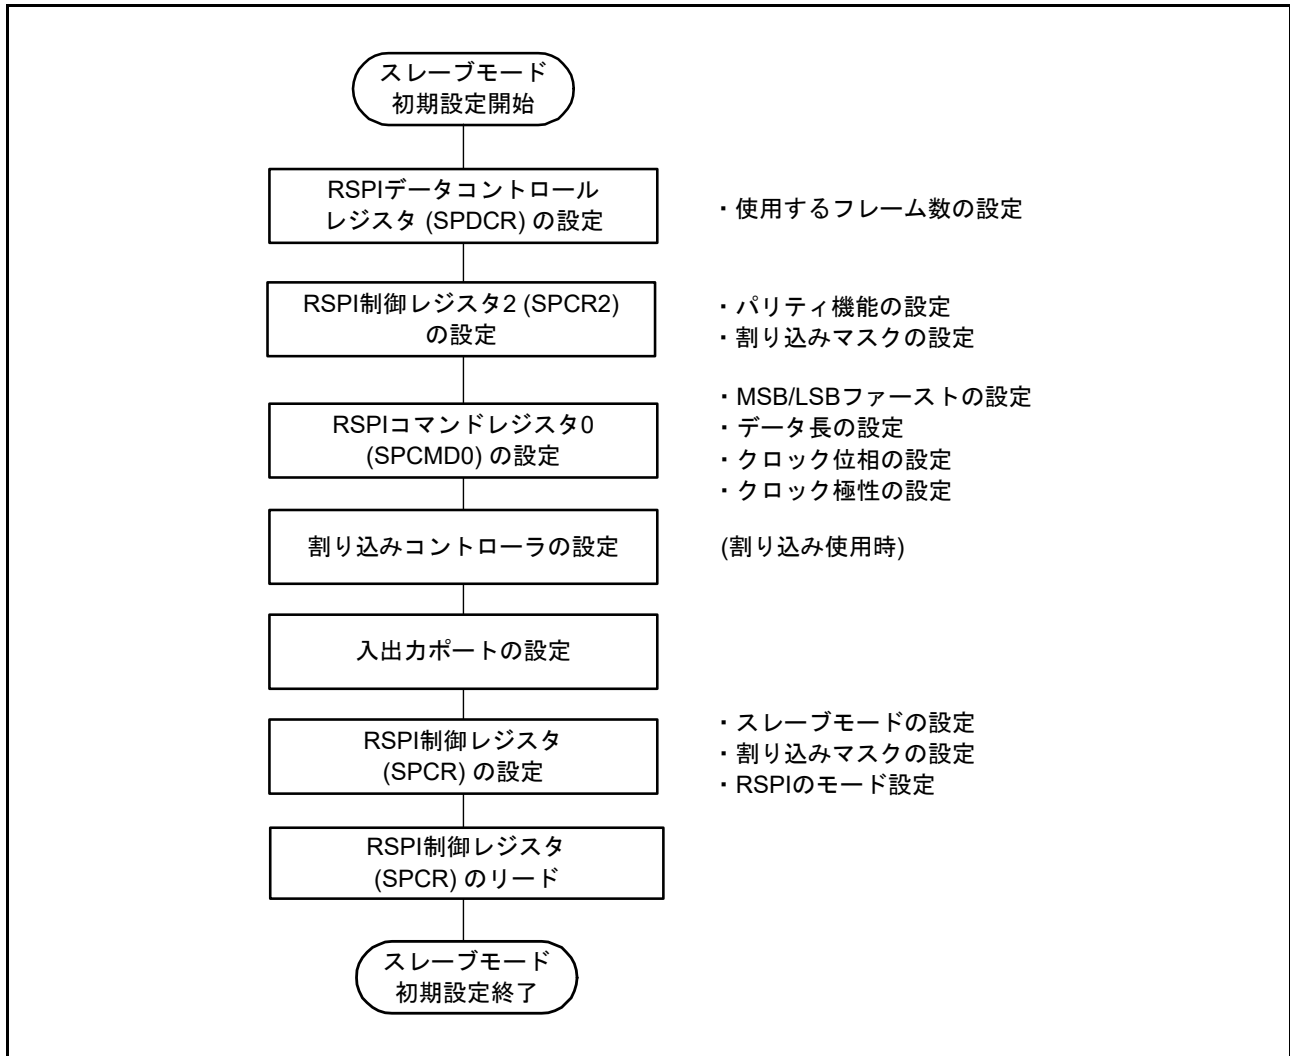 スレーブモード
初期設定開始
RSPIデータコントロール
レジスタ (SPDCR) の設定
・使用するフレーム数の設定
RSPI制御レジスタ2 (SPCR2)
の設定
・パリティ機能の設定
・割り込みマスクの設定
RSPIコマンドレジスタ0
(SPCMD0) の設定
・MSB/LSBファーストの設定
・データ長の設定
・クロック位相の設定
・クロック極性の設定
割り込みコントローラの設定
(割り込み使用時)
入出力ポートの設定
RSPI制御レジスタ
(SPCR) の設定
・スレーブモードの設定
・割り込みマスクの設定
・RSPIのモード設定
RSPI制御レジスタ
(SPCR) のリード
スレーブモード
初期設定終了